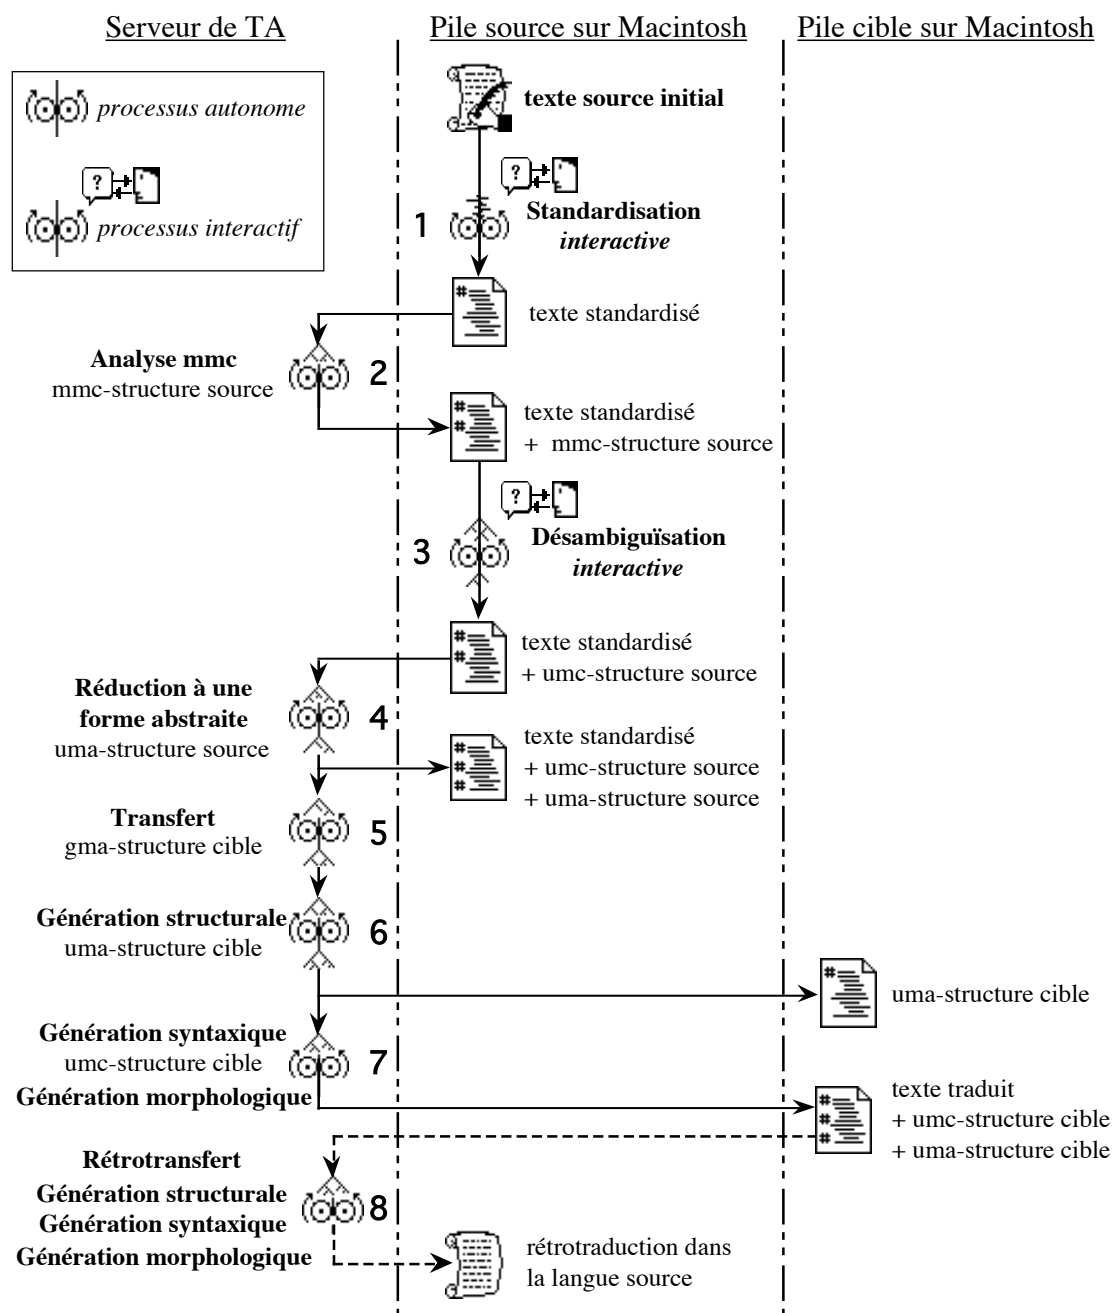 Serveur de TA
Pile source sur Macintosh
Pile cible sur Macintosh
processus autonome
?
processus interactif
texte source initial
?
1
Standardisation
interactive
#
texte standardisé
Analyse mmc
mmc-structure source
2
#
#
texte standardisé
+ mmc-structure source
?
3
Désambiguïsation
interactive
#
#
texte standardisé
+ umc-structure source
Réduction à une
forme abstraite
uma-structure source
4
#
#
#
texte standardisé
+ umc-structure source
+ uma-structure source
Transfert
gma-structure cible
5
Génération structurale
uma-structure cible
6
#
uma-structure cible
Génération syntaxique
umc-structure cible
Génération morphologique
7
#
#
#
texte traduit
+ umc-structure cible
+ uma-structure cible
Rétrotransfert
Génération structurale
Génération syntaxique
Génération morphologique
8
rétrotraduction dans
la langue source